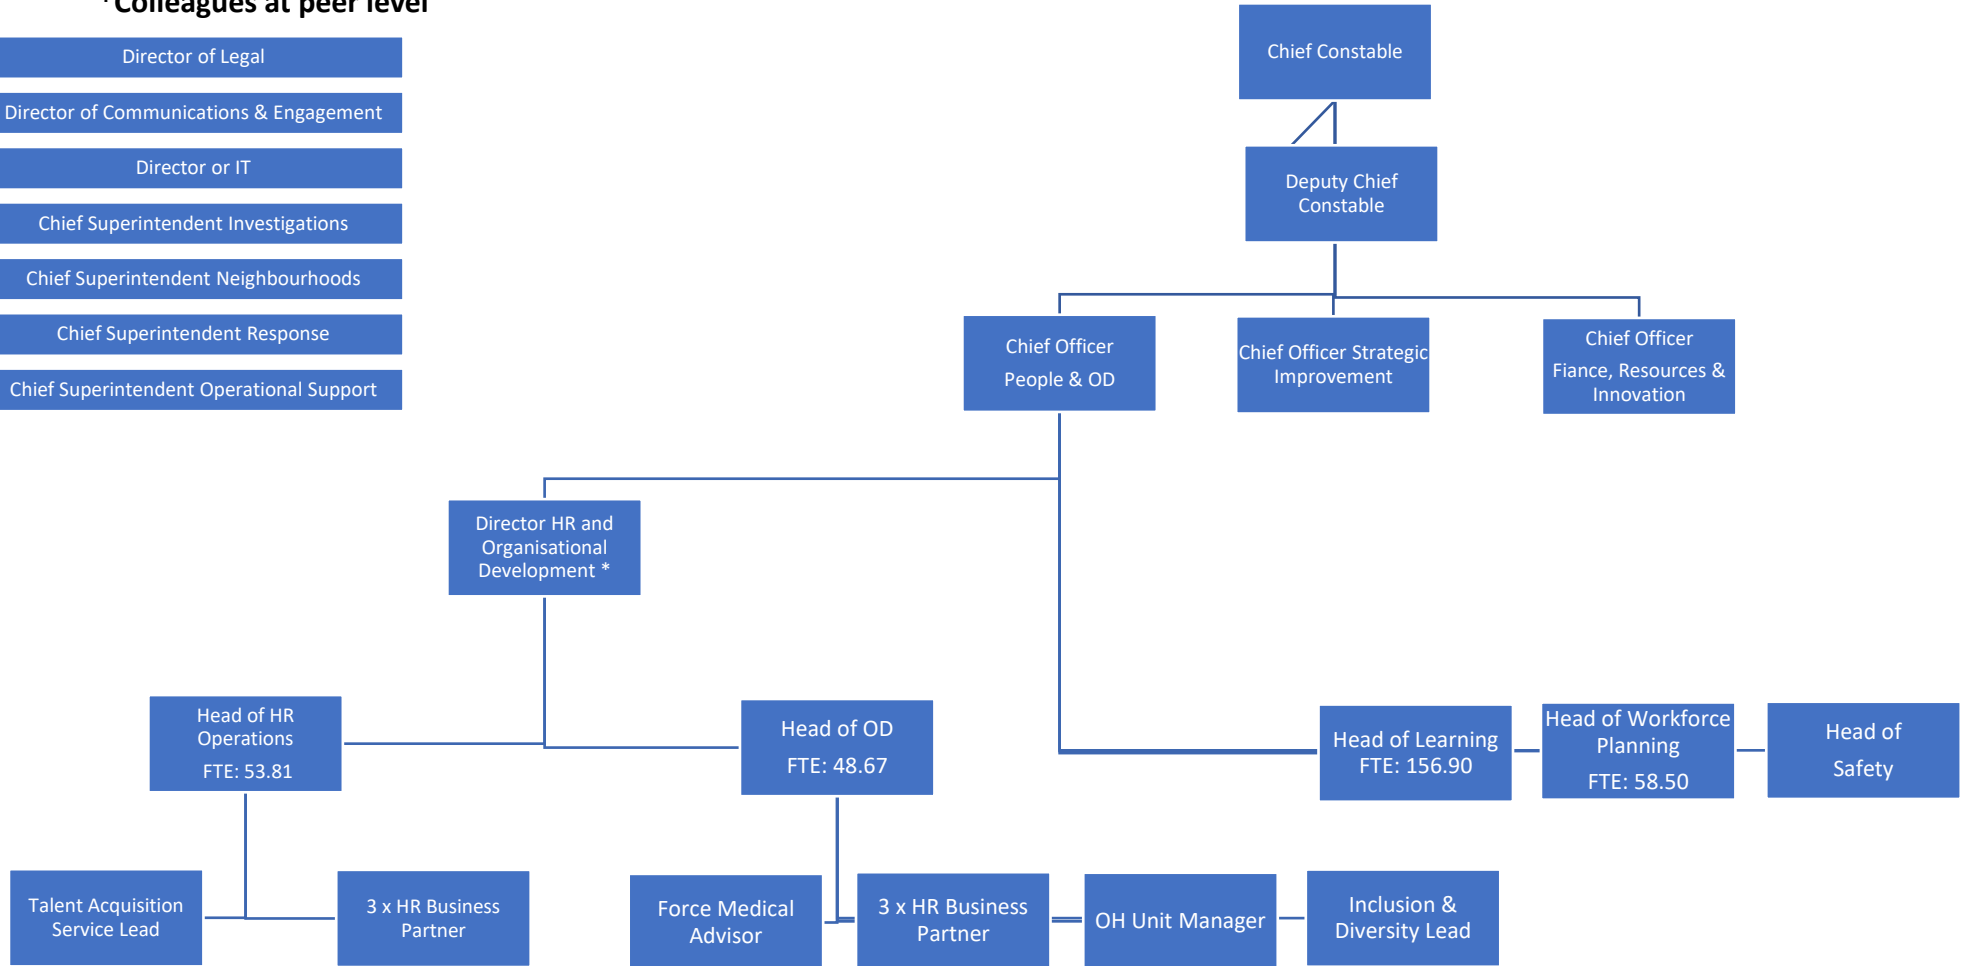 *Colleagues at peer level
Director of Legal
Director of Communications & Engagement
Director or IT
Chief Superintendent Investigations
Chief Superintendent Neighbourhoods
Chief Superintendent Response
Chief Superintendent Operational Support
Chief Constable
Deputy Chief
Constable
Chief Officer
People & OD
Chief Officer Strategic
Improvement
Chief Officer
Fiance, Resources &
Innovation
Director HR and
Organisational
Development *
Head of HR
Operations
FTE: 53.81
Head of OD
FTE: 48.67
Head of Learning
FTE: 156.90
Head of Workforce
Planning
FTE: 58.50
Head of
Safety
Talent Acquisition
Service Lead
3 x HR Business
Partner
Force Medical
Advisor
3 x HR Business
Partner
OH Unit Manager
Inclusion &
Diversity Lead